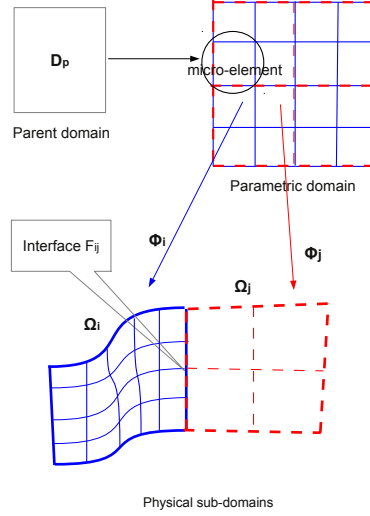 Dp
micro-element
Parent domain
Parametric domain
Φi
Φj
Interface Fij
Ωj
Ωi
Physical sub-domains